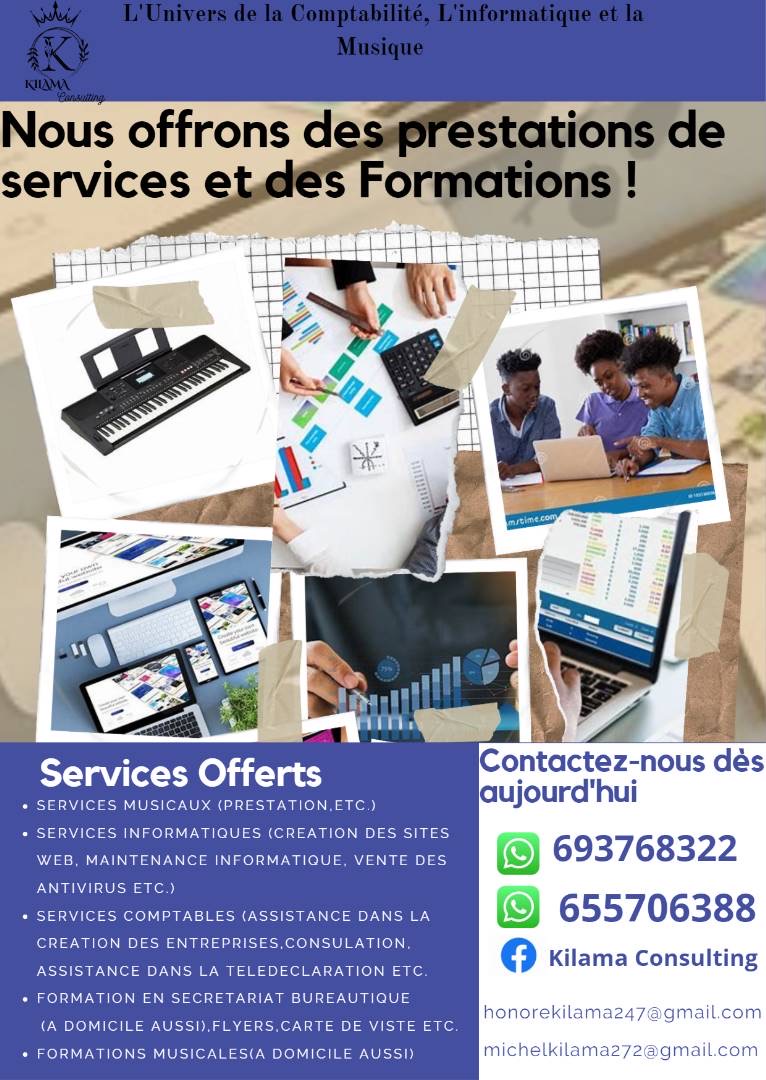 L'Univers de la Comptabilité, L'informatique et la
Musique
K
KILAMA
Consulting
Nous offrons des prestations de
services et des Formations !
Services Offerts
SERVICES MUSICAUX (PRESTATION,ETC.)
SERVICES INFORMATIQUES (CREATION DES SITES
WEB, MAINTENANCE INFORMATIQUE, VENTE DES
ANTIVIRUS ETC.)
SERVICES COMPTABLES (ASSISTANCE DANS LA
CREATION DES ENTREPRISES,CONSULATION,
ASSISTANCE DANS LA TELEDECLARATION ETC.
FORMATION EN SECRETARIAT BUREAUTIQUE
(A DOMICILE AUSSI),FLYERS,CARTE DE VISTE ETC.
FORMATIONS MUSICALES(A DOMICILE AUSSI)
Contactez-nous dès
aujourd'hui
693768322
655706388
Kilama Consulting
honorekilama247@gmail.com
michelkilama272@gmail.com